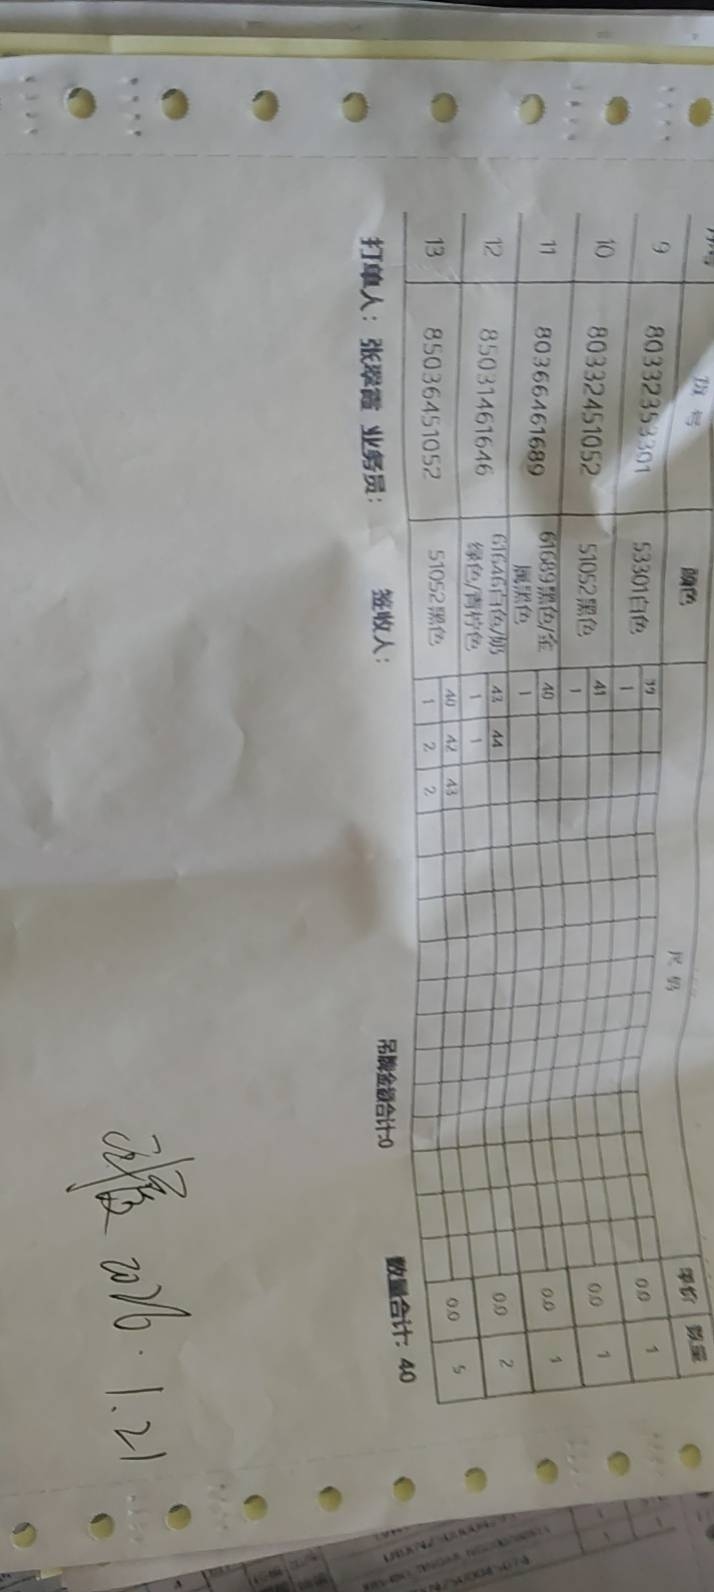 货号 颜色 尺码 单价 数量
9 80332353301 53301白色 39 0.0 1
1
10 80332451052 51052黑色 41 0.0 1
1
11 80366461689 61689黑色/金属黑色 40 0.0 1
1
12 85031461646 61646白色/奶绿色/青柠色 43 44 0.0 2
1 1
13 85036451052 51052黑色 40 42 43 0.0 5
1 2 2
打单人： 张翠霞 业务员： 签收人： 吊牌金额合计:0 数量合计: 40
2026.1.21